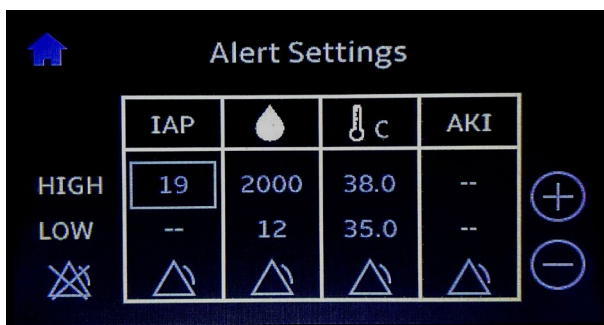 Alert Settings
IAP C AKI
HIGH 19 2000 38.0 --
LOW -- 12 35.0 --